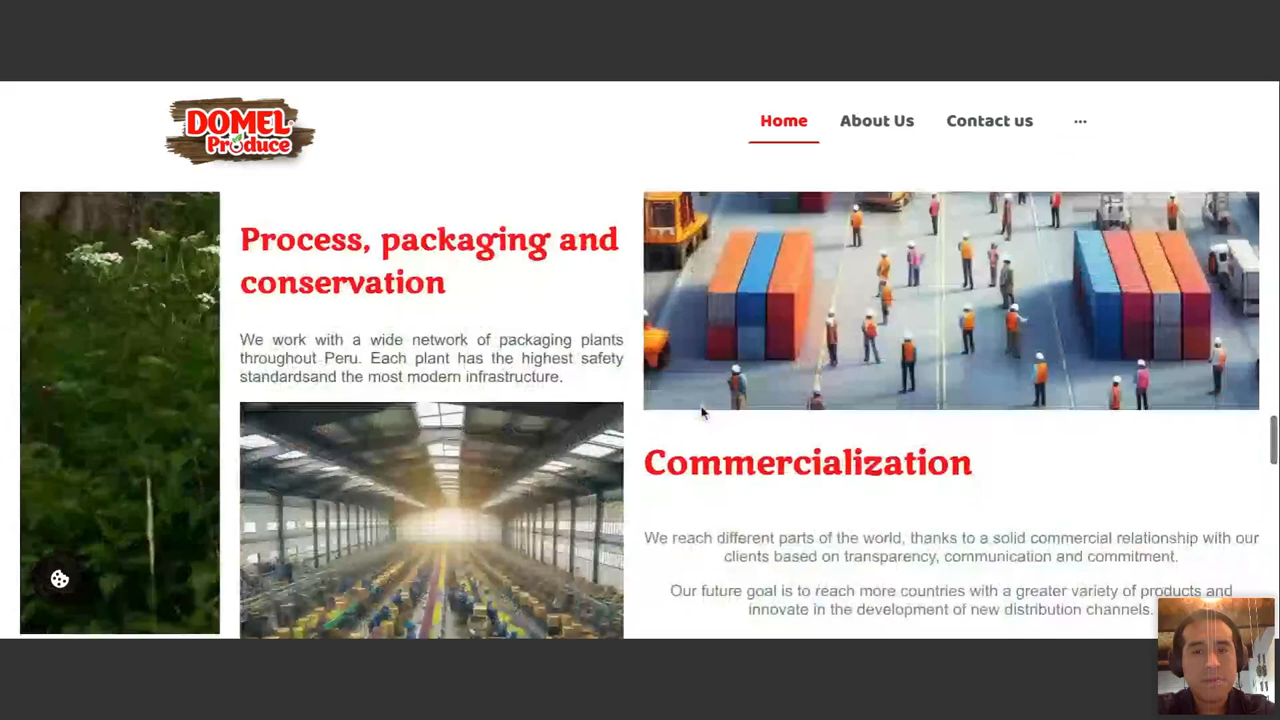 DOMEL
Produce
Home
About Us
Contact us
...
Process, packaging and
conservation
We work with a wide network of packaging plants
throughout Peru. Each plant has the highest safety
standardsand the most modern infrastructure.
Commercialization
We reach different parts of the world, thanks to a solid commercial relationship with our
clients based on transparency, communication and commitment.
Our future goal is to reach more countries with a greater variety of products and
innovate in the development of new distribution channels.